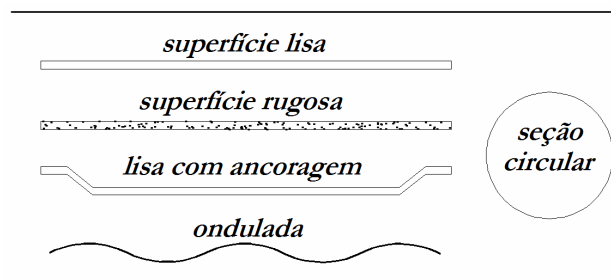 superfície lisa
superfície rugosa
lisa com ancoragem
ondulada
seção
circular